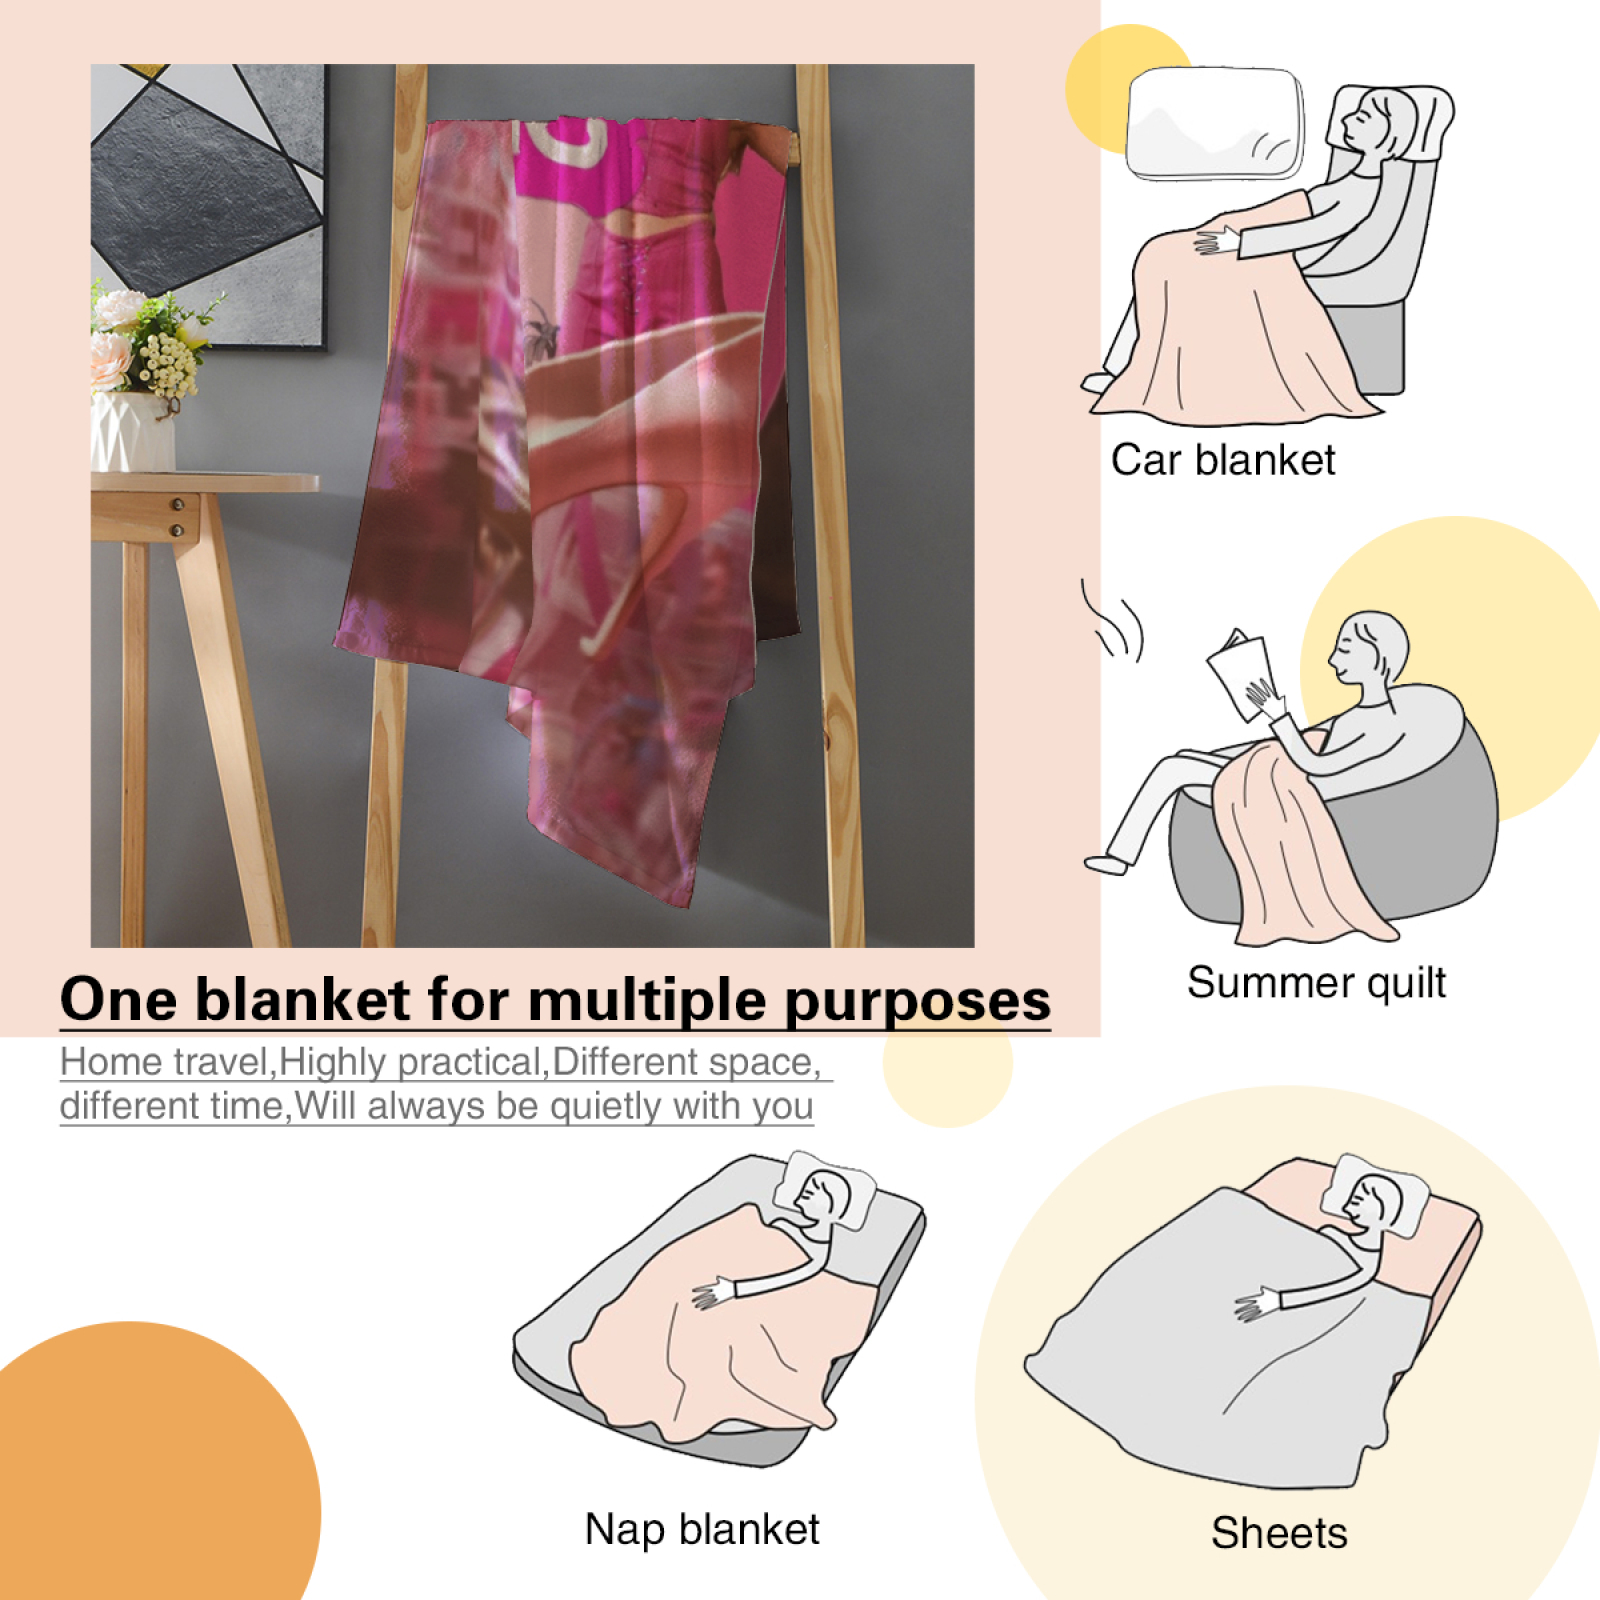 One blanket for multiple purposes
Home travel,Highly practical,Different space,
different time,Will always be quietly with you
Car blanket
Summer quilt
Nap blanket
Sheets